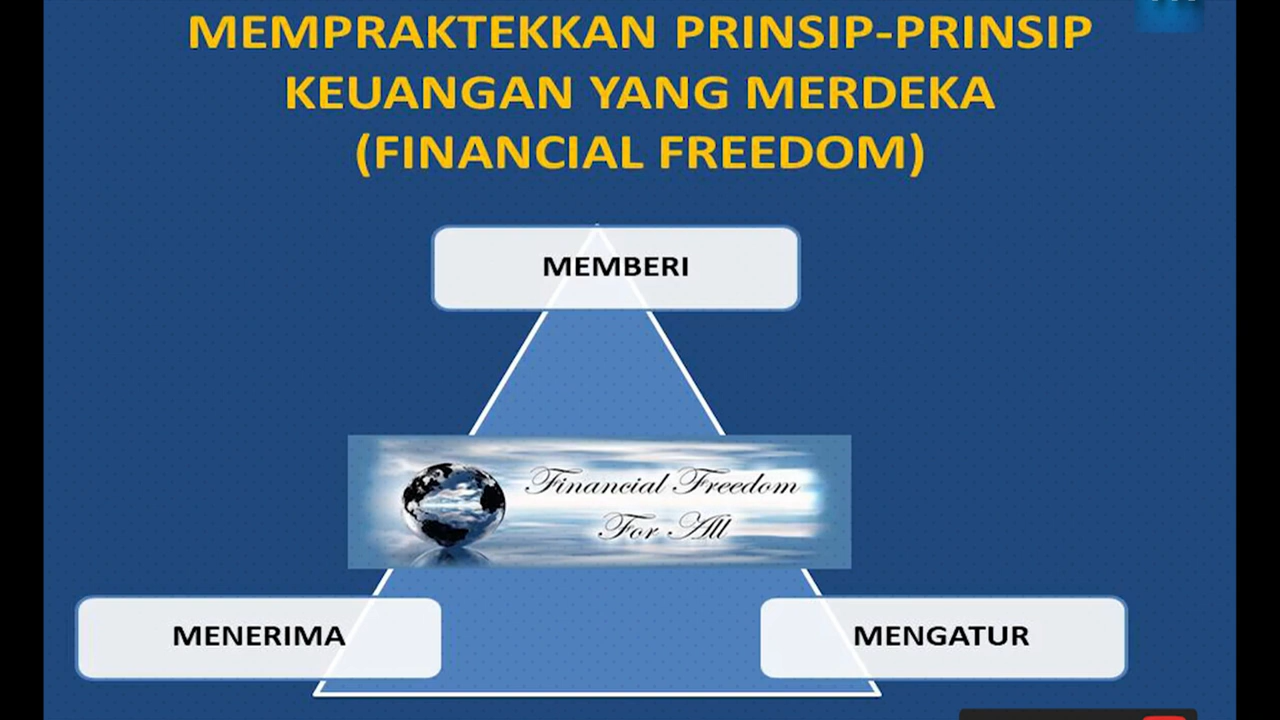 MEMPRAKTEKKAN PRINSIP-PRINSIP
KEUANGAN YANG MERDEKA
(FINANCIAL FREEDOM)
MEMBERI
Financial Freedom
For All
MENERIMA
MENGATUR